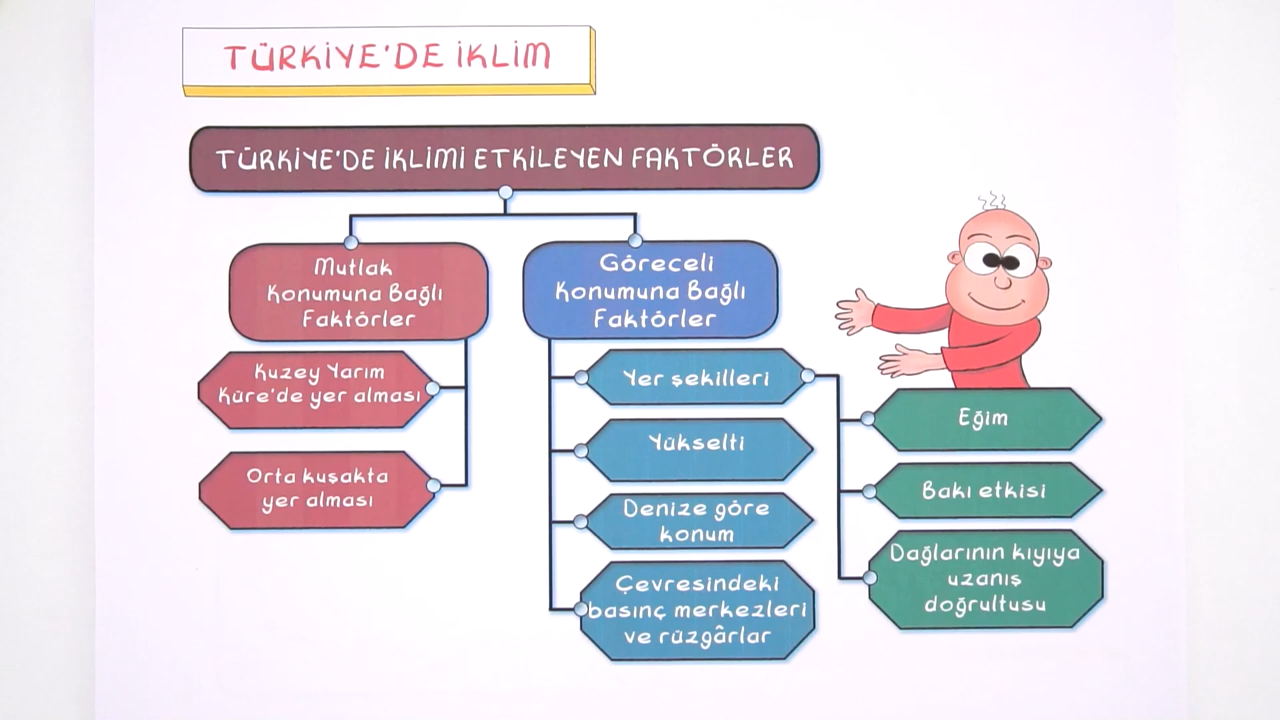 TÜRKİYE'DE İKLİM
TÜRKİYE'DE İKLİMİ ETKİLEYEN FAKTÖRLER
Mutlak
Konumuna Bağlı
Faktörler
Kuzey Yarım
Küre'de yer alması
Orta kuşakta
yer alması
Göreceli
Konumuna Bağlı
Faktörler
Yer şekilleri
Yükselti
Denize göre
konum
Çevresindeki
basınç merkezleri
ve rüzgârlar
Eğim
Bakı etkisi
Dağlarının kıyıya
uzanış
doğrultusu